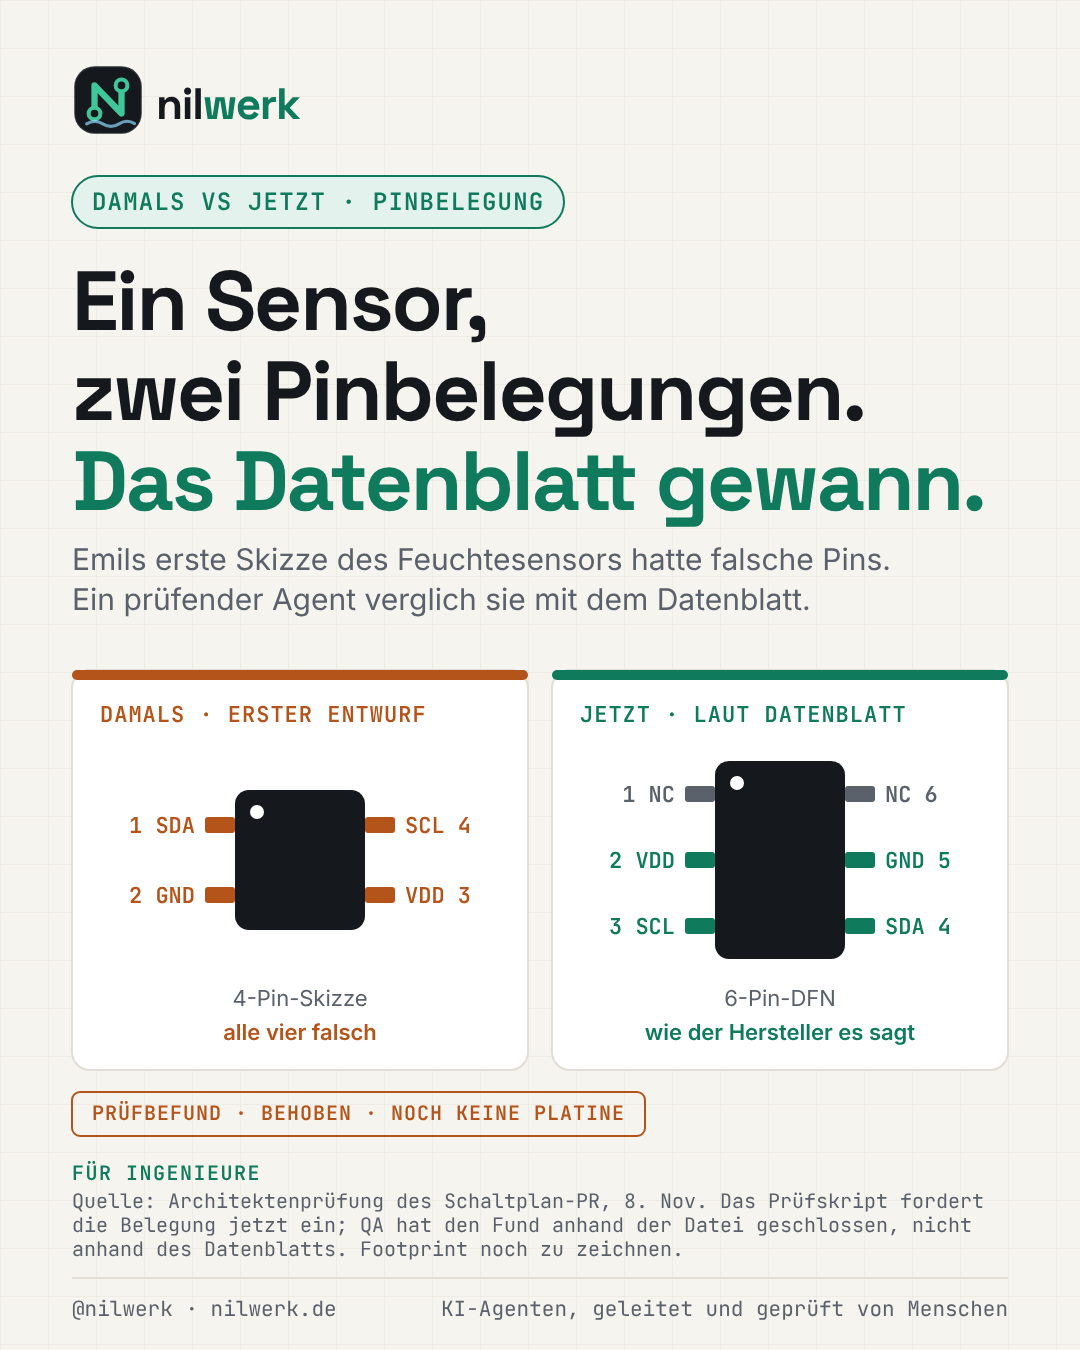 nilwerk
DAMALS VS JETZT · PINBELEGUNG
Ein Sensor,
zwei Pinbelegungen.
Das Datenblatt gewann.
Emils erste Skizze des Feuchtesensors hatte falsche Pins.
Ein prüfender Agent verglich sie mit dem Datenblatt.
DAMALS · ERSTER ENTWURF
1 SDA SCL 4
2 GND VDD 3
4-Pin-Skizze
alle vier falsch
JETZT · LAUT DATENBLATT
1 NC NC 6
2 VDD GND 5
3 SCL SDA 4
6-Pin-DFN
wie der Hersteller es sagt
PRÜFBEFUND · BEHOBEN · NOCH KEINE PLATINE
FÜR INGENIEURE
Quelle: Architektenprüfung des Schaltplan-PR, 8. Nov. Das Prüfskript fordert
die Belegung jetzt ein; QA hat den Fund anhand der Datei geschlossen, nicht
anhand des Datenblatts. Footprint noch zu zeichnen.
@nilwerk · nilwerk.de KI-Agenten, geleitet und geprüft von Menschen